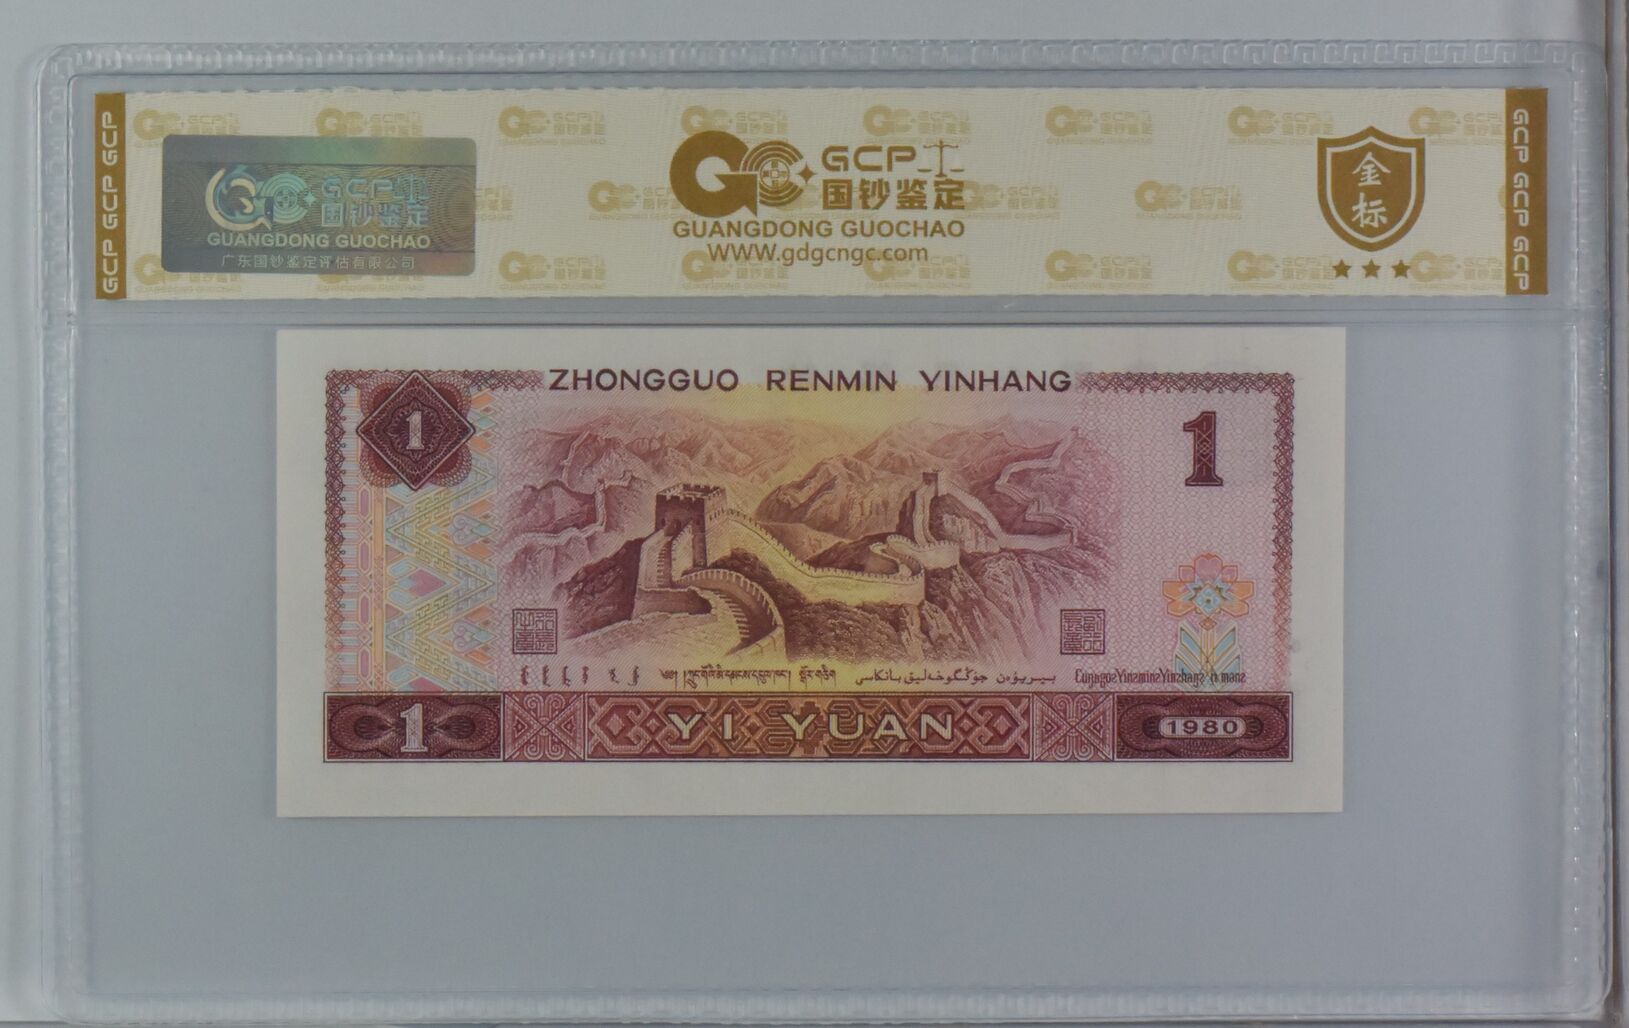 GCP GCP GCP
GCP 国钞鉴定
GUANGDONG GUOCHAO
广东国钞鉴定评估有限公司
GCP
国钞鉴定
GUANGDONG GUOCHAO
WWW.gdgcngc.com
金标
GCP GCP GCP
ZHONGGUO RENMIN YINHANG
1
1
1
YI YUAN
1980